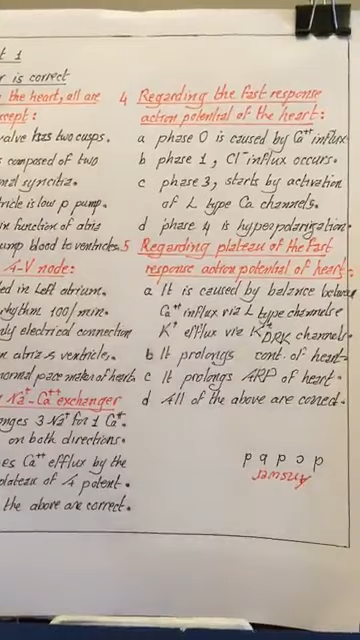 t 1
r is correct
the heart, all are
xcept:
valve has two cusps.
s composed of two
nal syncitia.
tricle is low p pump.
in function of atria
ump blood to ventricles.
A-V node:
ed in left atrium.
rhythm 100/min.
nly electrical connection
n atria & ventricles.
normal pace maker of heart.
Na⁺-Ca⁺⁺ exchanger
nges 3 Na⁺ for 1 Ca⁺⁺
on both directions.
es Ca⁺⁺ efflux by the
plateau of A potent.
the above are correct.
4 Regarding the fast response
action potential of the heart:
a phase 0 is caused by Ca⁺⁺ influx
b phase 1, Cl⁻ influx occurs.
c phase 3, starts by activation
of L type Ca channels.
d phase 4 is hyperpolarization.
5 Regarding plateau of the fast
response action potential of heart:
a It is caused by balance between
Ca⁺⁺ influx via L type channels &
K⁺ efflux via K⁺ DRK channels.
b It prolongs cont. of heart.
c It prolongs ARP of heart.
d All of the above are correct.
Answer
d c d b d